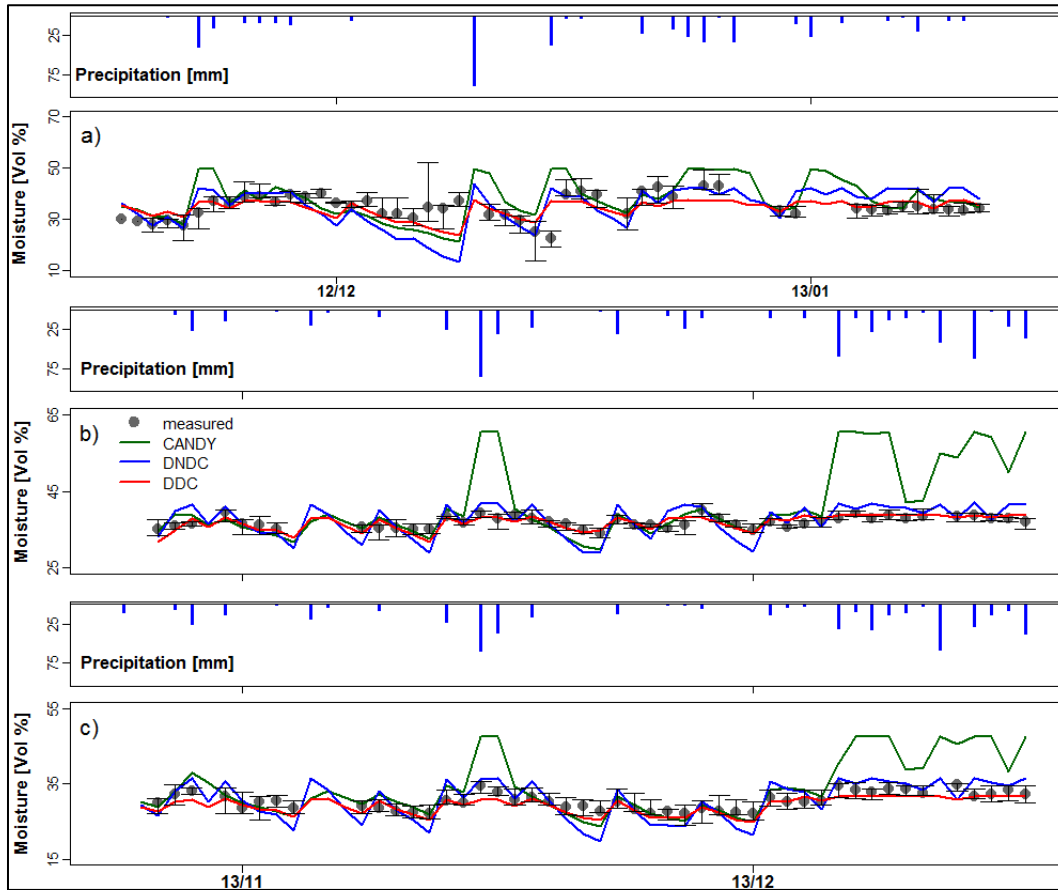 25
75
Precipitation [mm]
a)
70
50
30
10
Moisture [Vol %]
12/12
13/01
25
75
Precipitation [mm]
b)
measured
CANDY
DNDC
DDC
65
45
25
Moisture [Vol %]
25
75
Precipitation [mm]
c)
55
35
15
Moisture [Vol %]
13/11
13/12